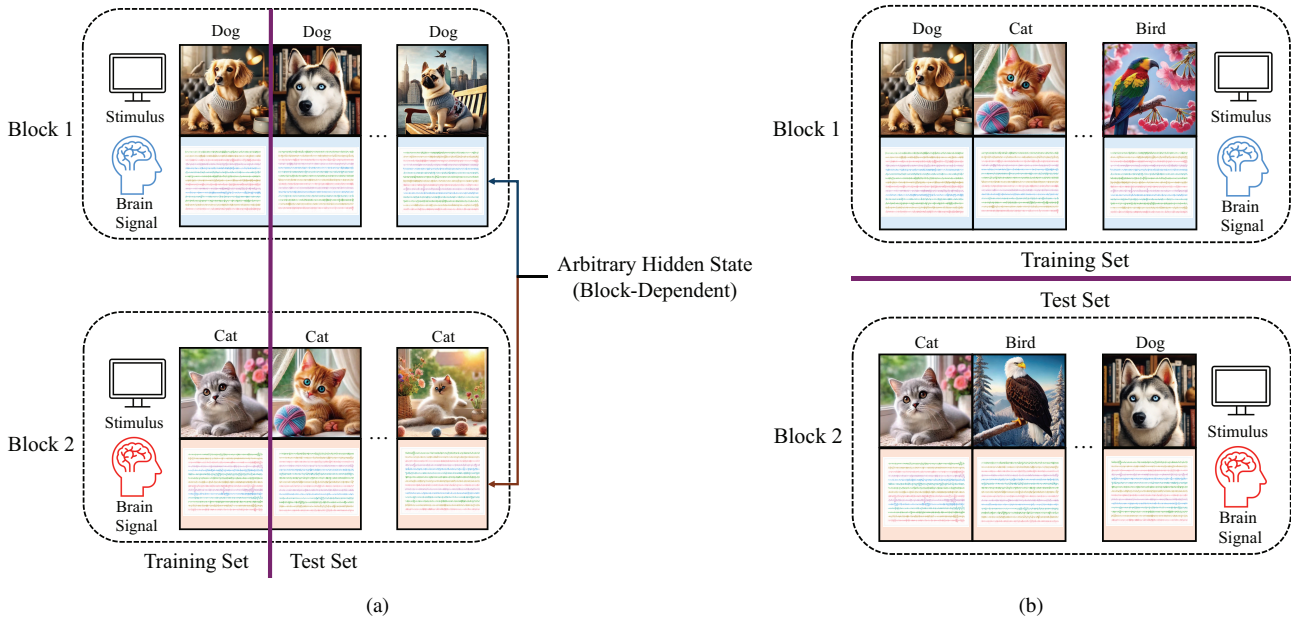 Dog
Dog
Dog
Block 1
Stimulus
...
Brain
Signal
Arbitrary Hidden State
(Block-Dependent)
Cat
Cat
Cat
Block 2
Stimulus
...
Brain
Signal
Training Set
Test Set
(a)
Dog
Cat
Bird
Block 1
...
Stimulus
Brain
Signal
Training Set
Test Set
Cat
Bird
Dog
Block 2
...
Stimulus
Brain
Signal
(b)